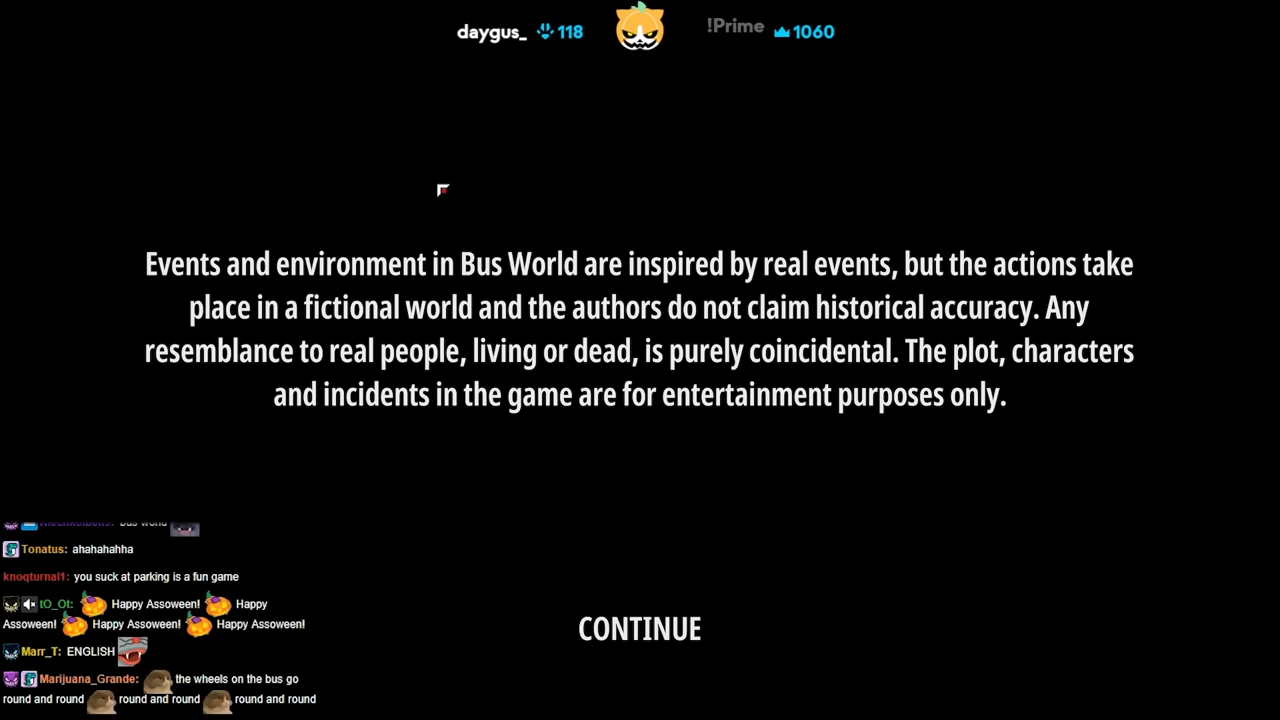 daygus_ 118 !Prime 1060
Events and environment in Bus World are inspired by real events, but the actions take
place in a fictional world and the authors do not claim historical accuracy. Any
resemblance to real people, living or dead, is purely coincidental. The plot, characters
and incidents in the game are for entertainment purposes only.
bus world
Tonatus: ahahahahha
knoqturnal1: you suck at parking is a fun game
tO_Ot: Happy Assoween! Happy
Assoween! Happy Assoween! Happy Assoween!
Marr_T: ENGLISH
Marijuana_Grande: the wheels on the bus go
round and round round and round round and round
CONTINUE